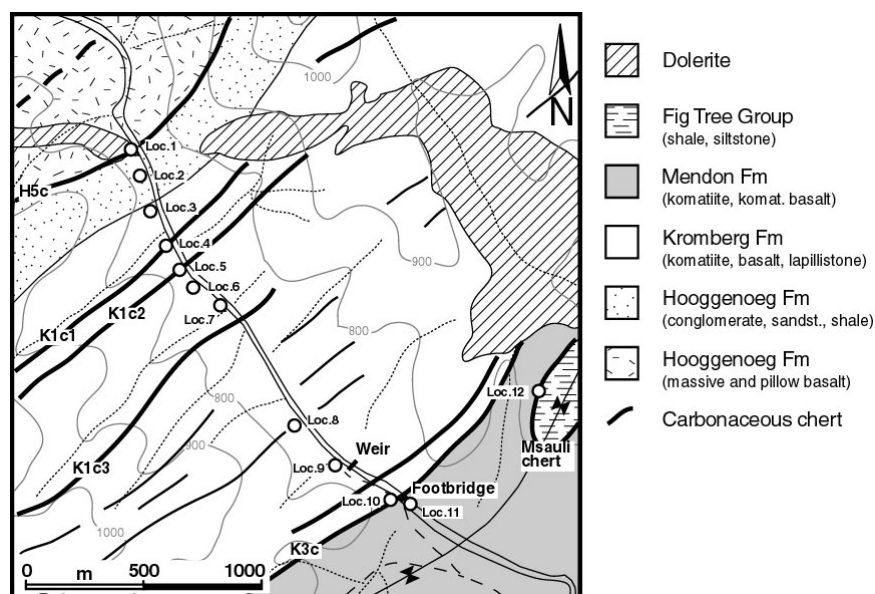 1000
N
Loc.1
H5c
Loc.2
Loc.3
Loc.4
900
Loc.5
Loc.6
K1c1
K1c2
Loc.7
800
Loc.12
800
Loc.8
900
Weir
Msauli
chert
K1c3
Loc.9
Footbridge
Loc.10
Loc.11
1000
K3c
0 m 500 1000
Dolerite
Fig Tree Group
(shale, siltstone)
Mendon Fm
(komatiite, komat. basalt)
Kromberg Fm
(komatiite, basalt, lapillistone)
Hooggenoeg Fm
(conglomerate, sandst., shale)
Hooggenoeg Fm
(massive and pillow basalt)
Carbonaceous chert